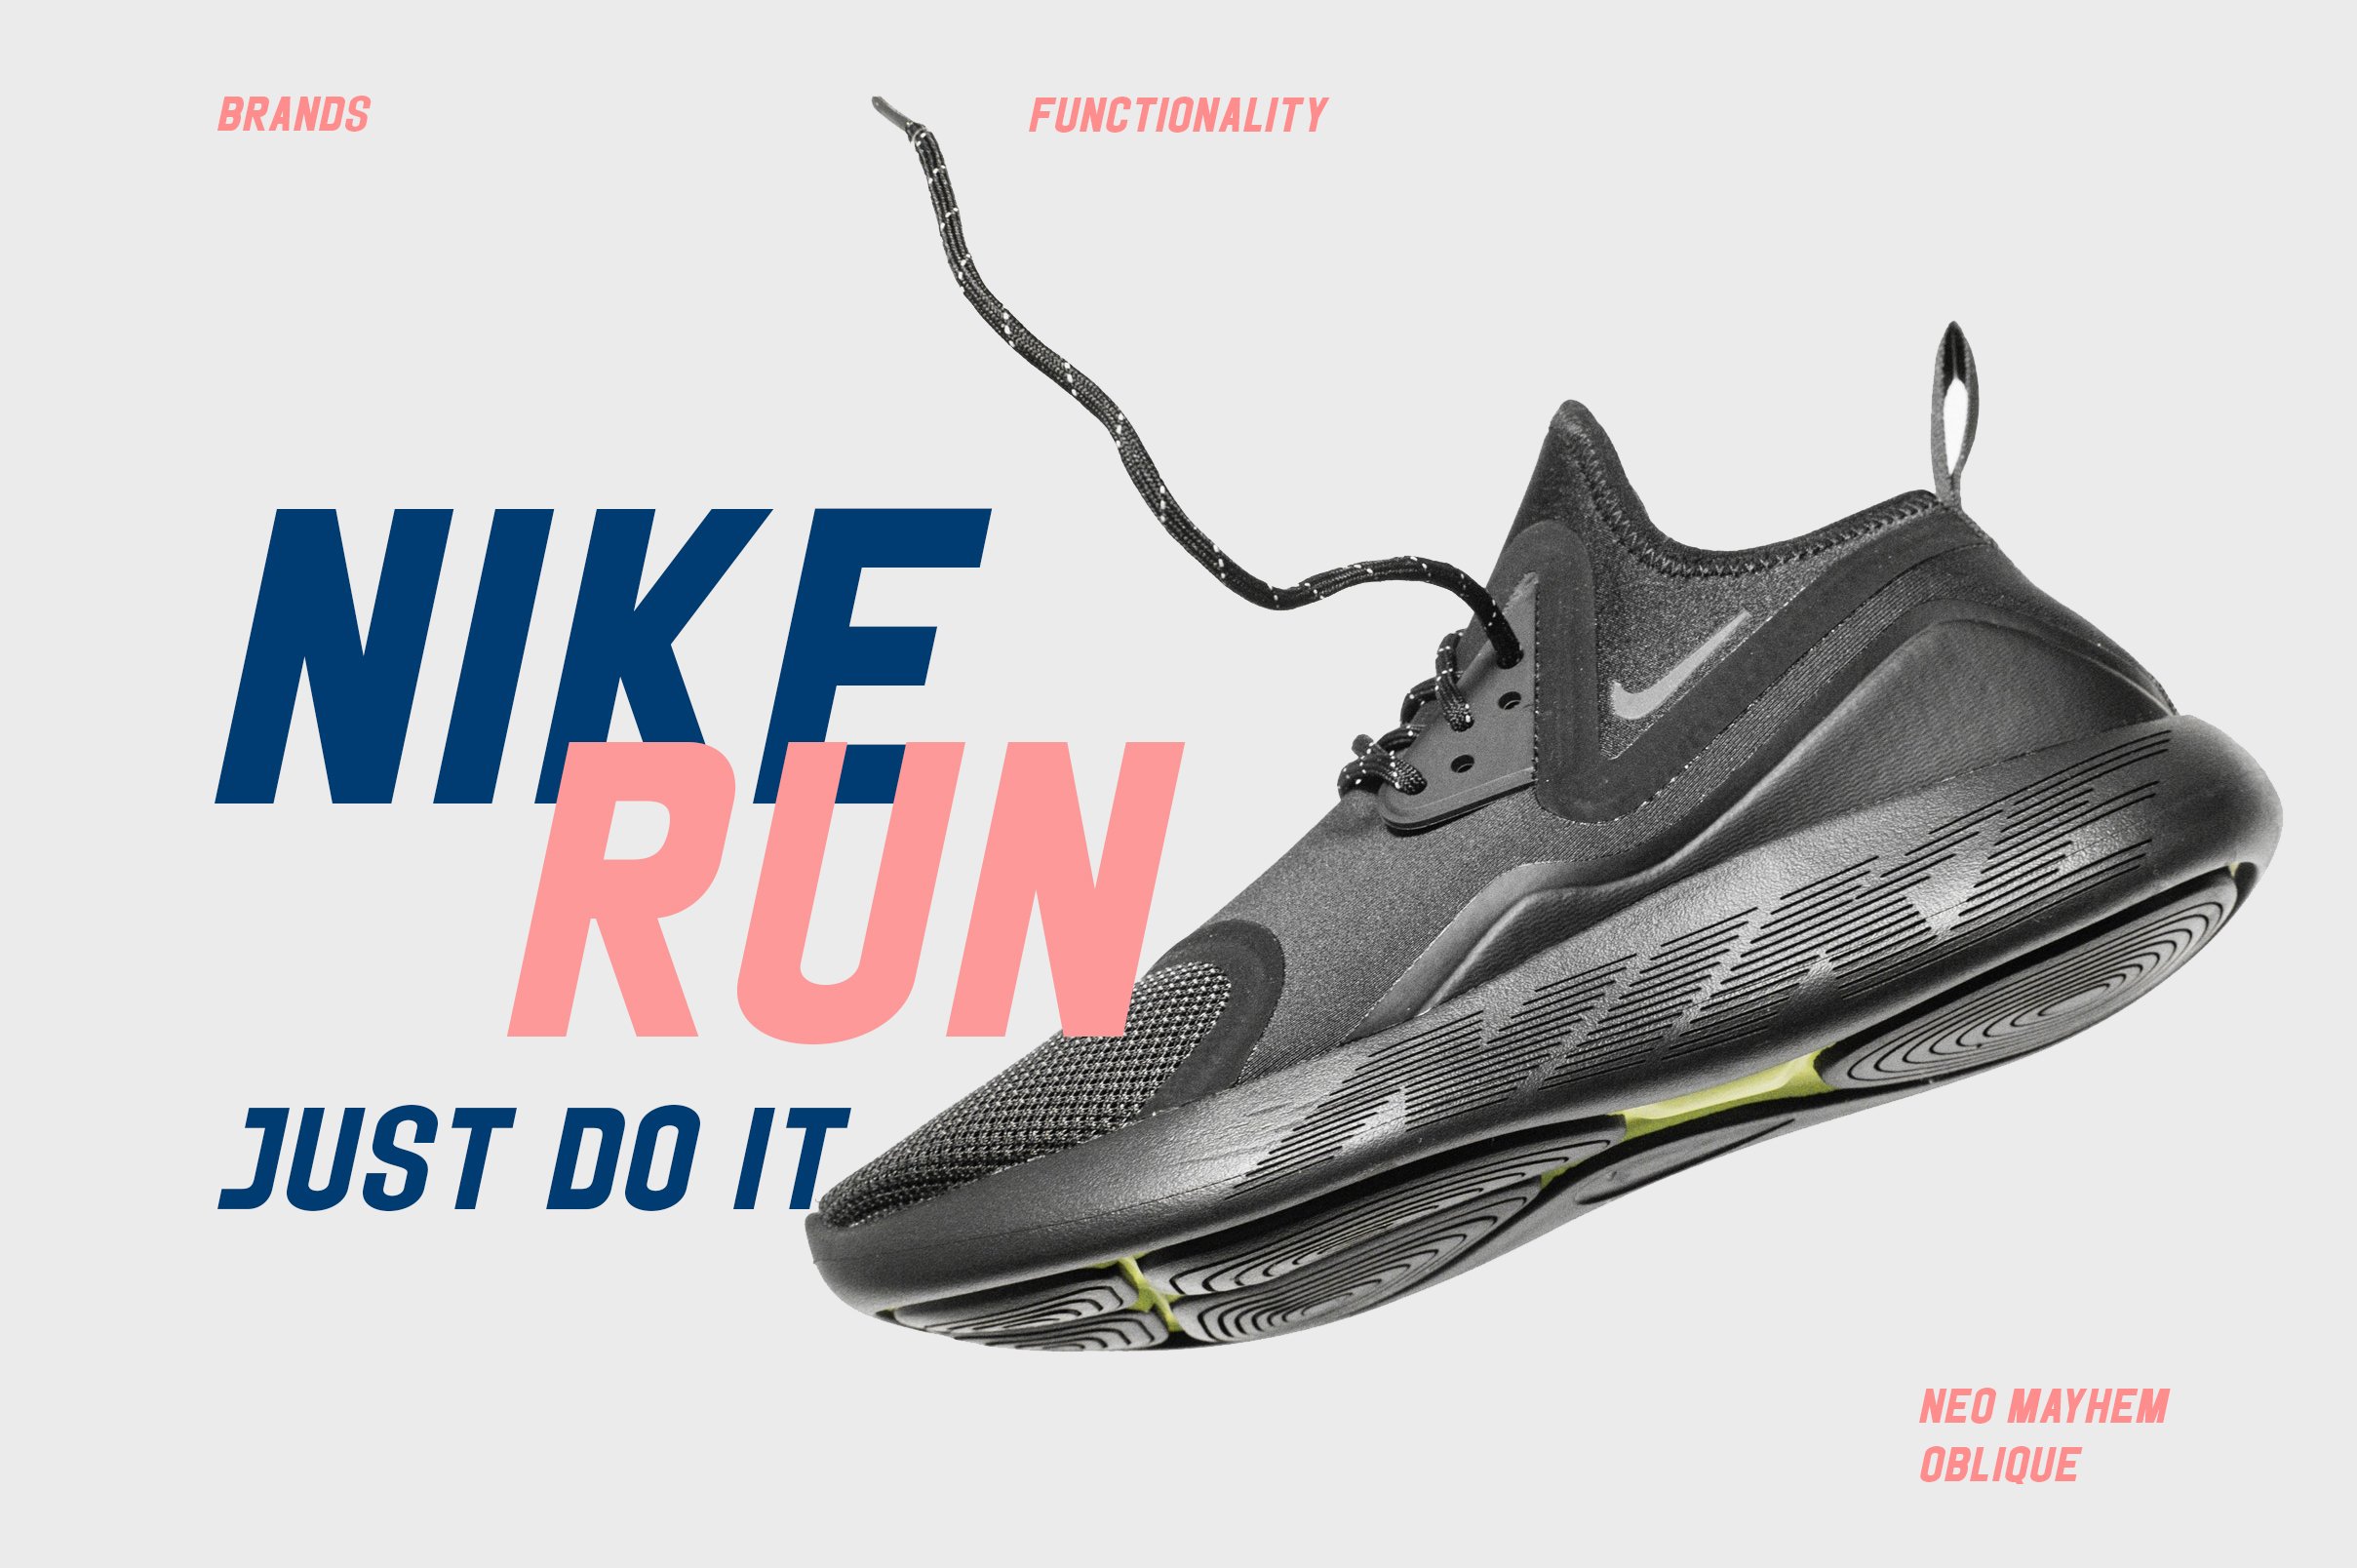 BRANDS
FUNCTIONALITY
NIKE
RUN
JUST DO IT
NEO MAYHEM
OBLIQUE